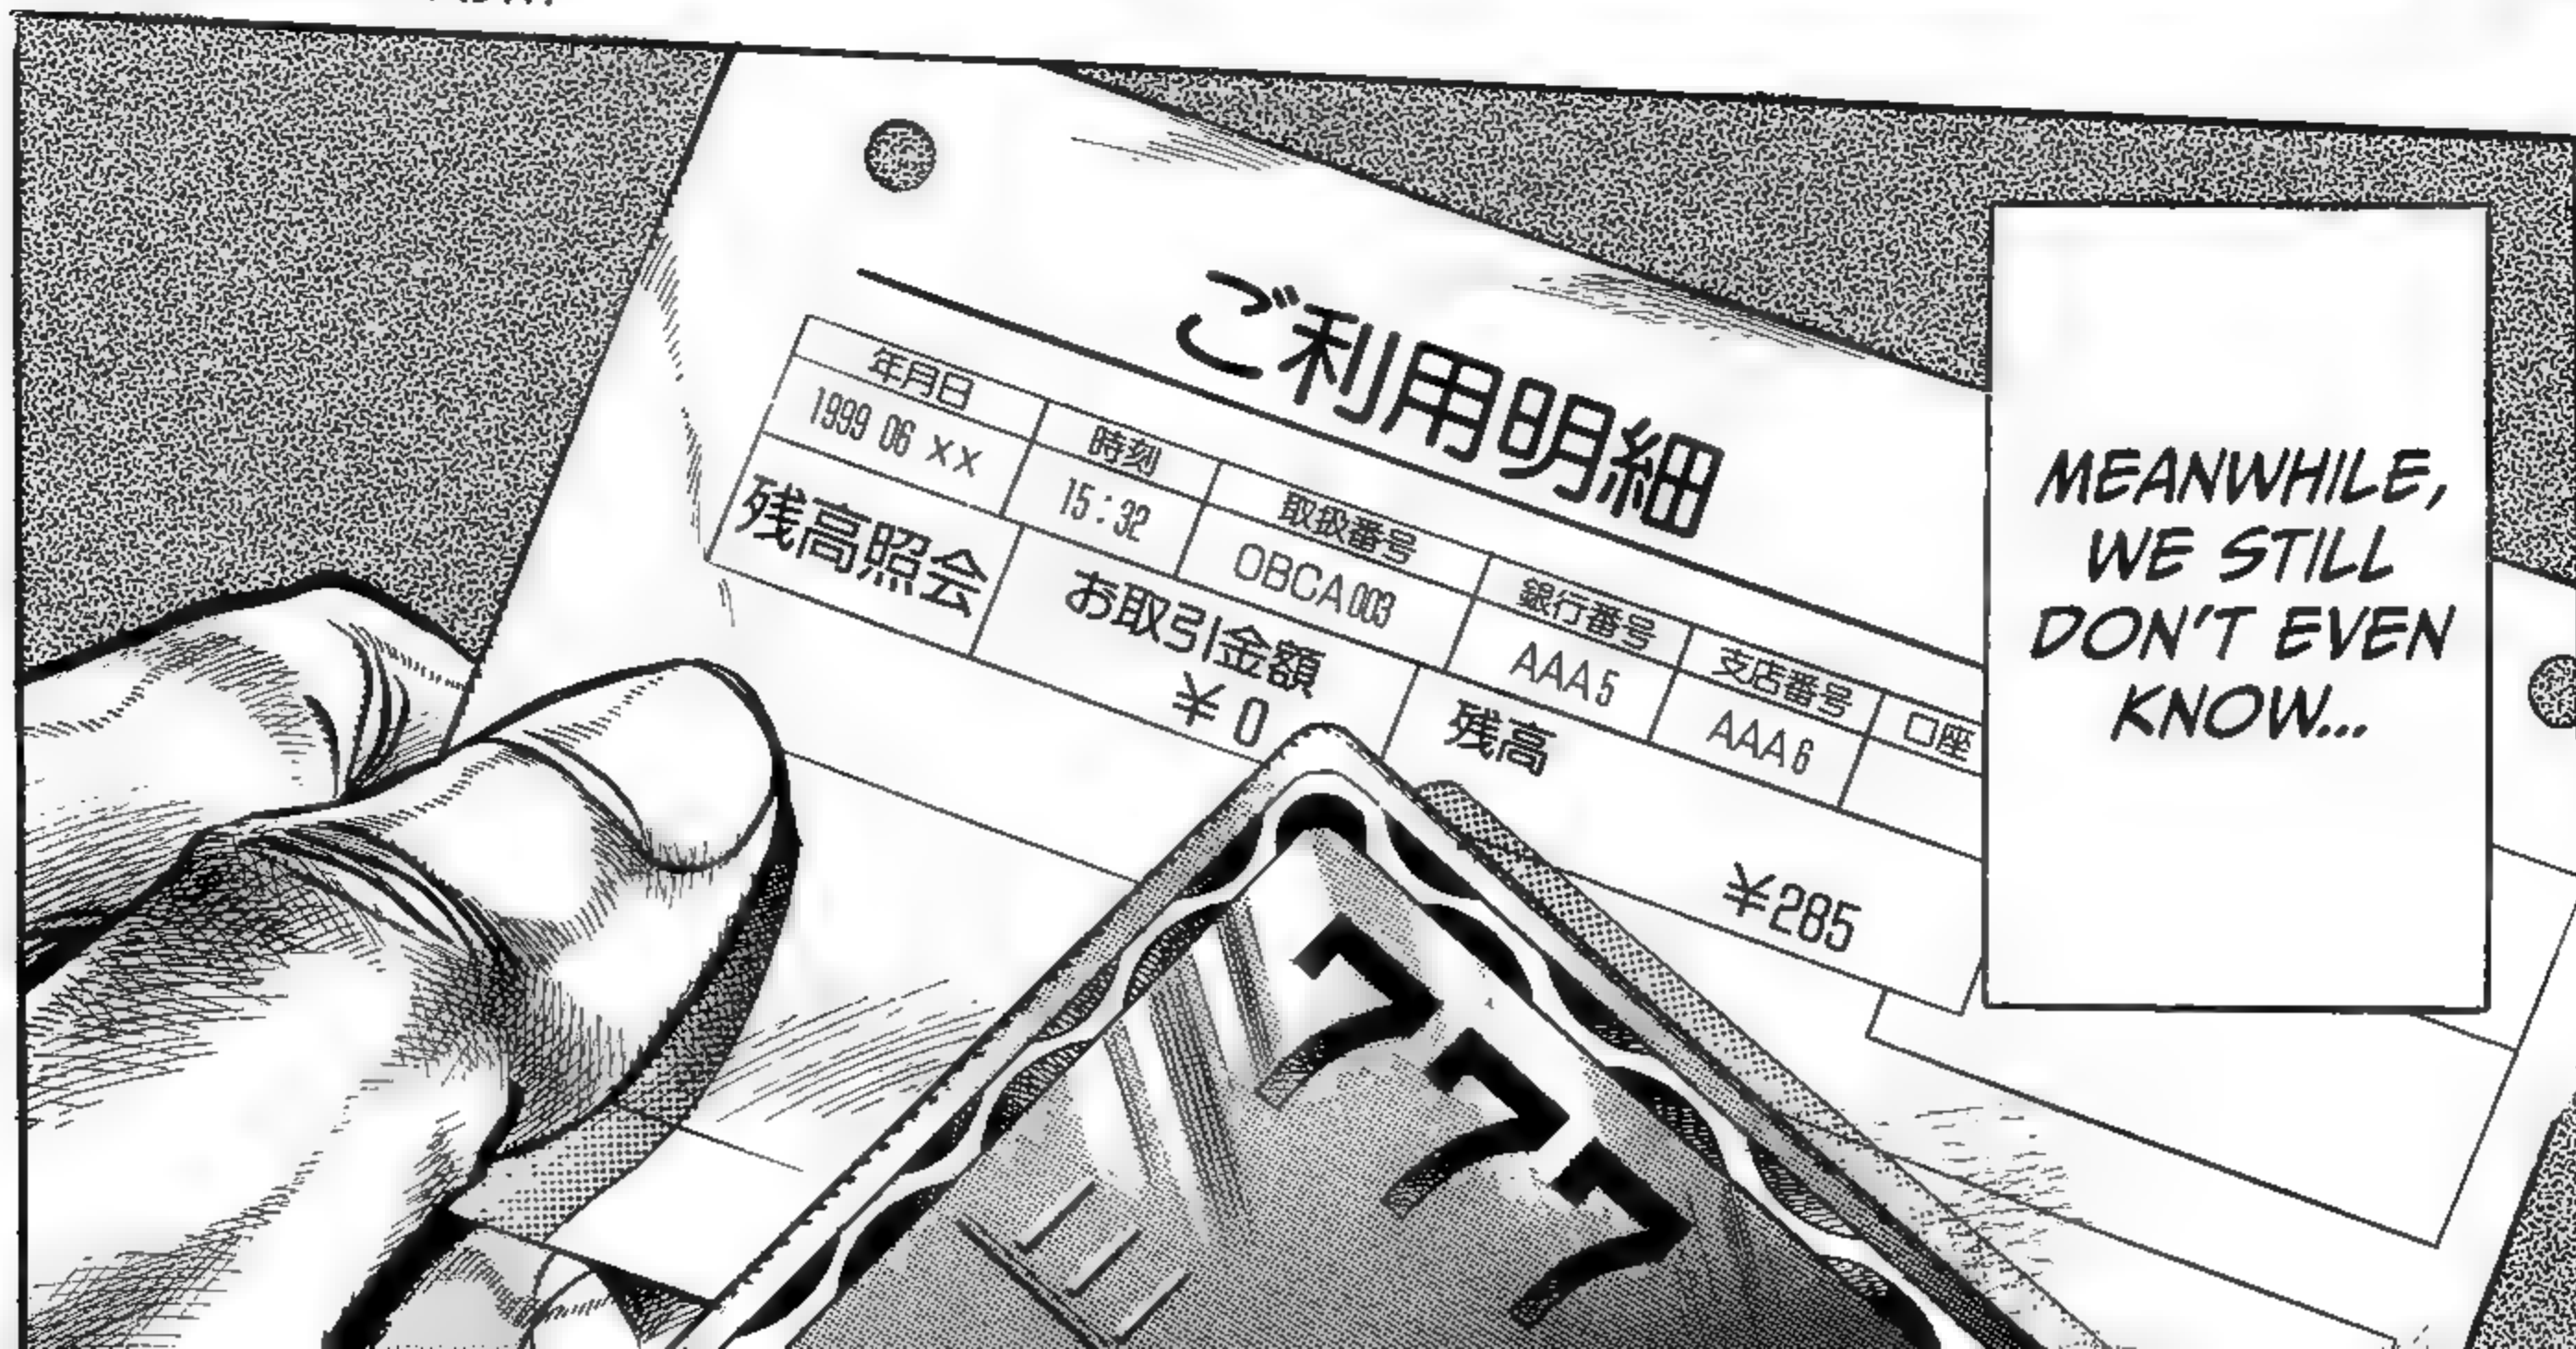 ご利用明細
年月日 時刻 取扱番号 銀行番号 支店番号 口座
1999 06 ×× 15:32 OBCA003 AAA5 AAA6
残高照会 お取引金額 残高
¥0 ¥285
777
MEANWHILE,
WE STILL
DON'T EVEN
KNOW...